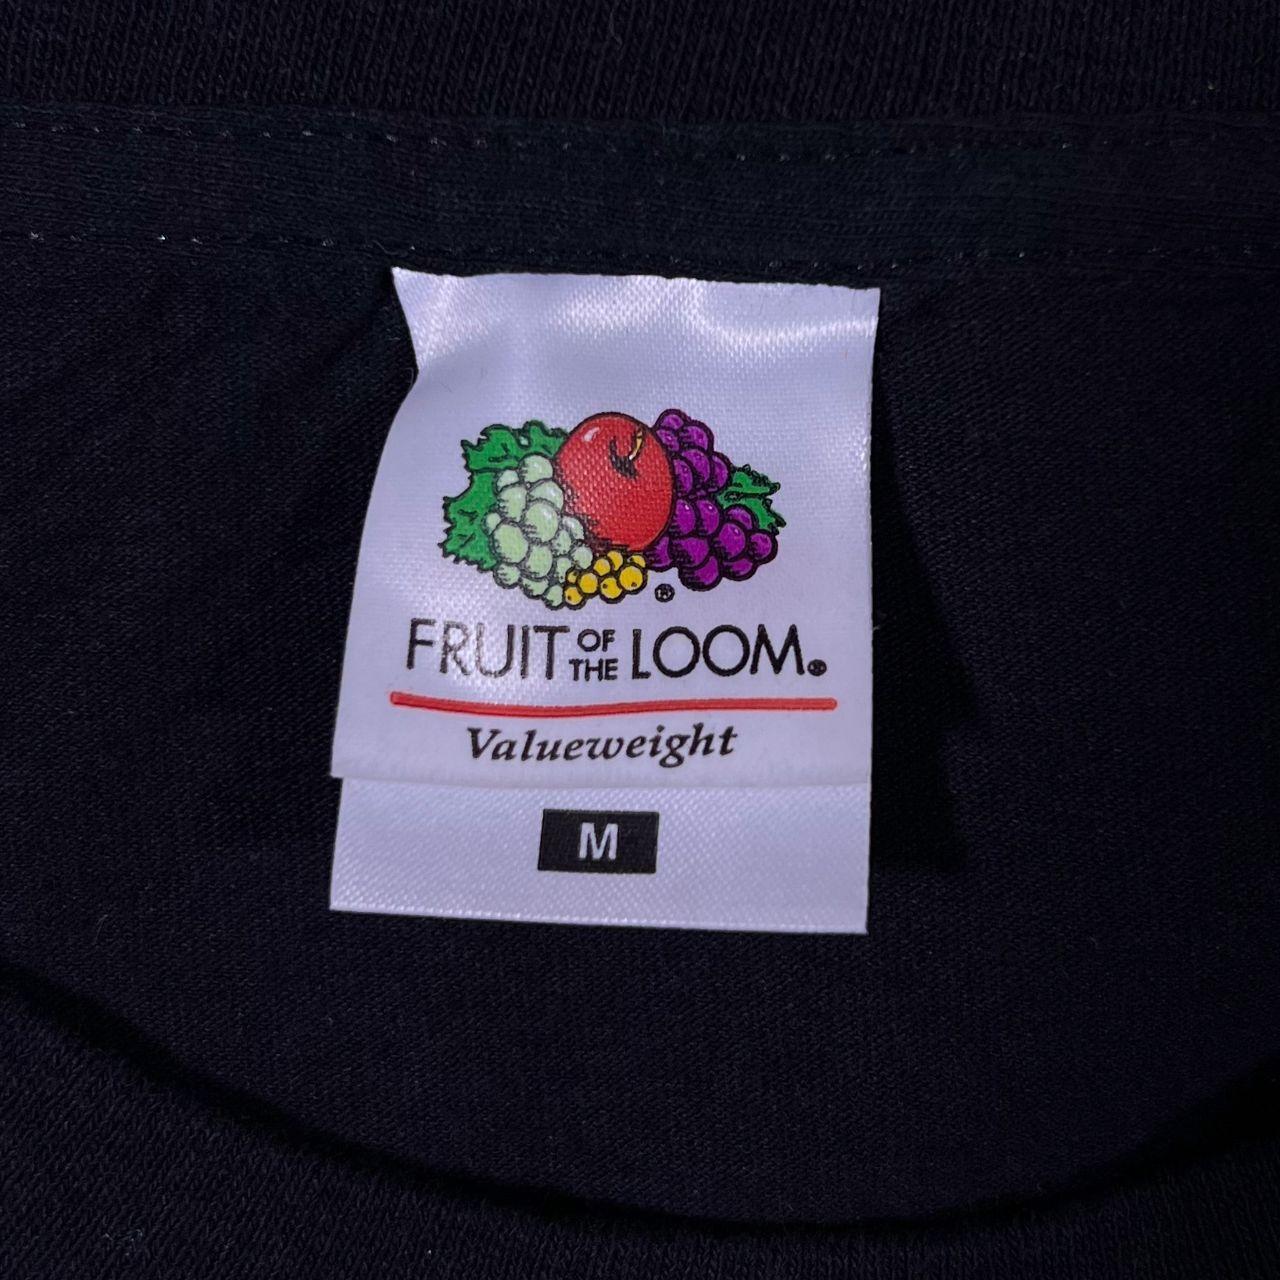 ®
FRUIT OF THE LOOM®
Valueweight
M